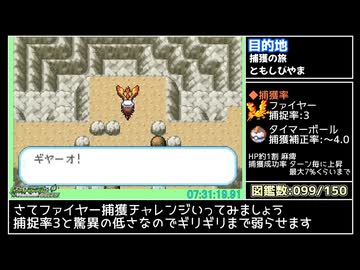 目的地
捕獲の旅
ともしびやま
◆捕獲率
ファイヤー
捕捉率:3
タイマーボール
捕獲補正率:~4.0
HP約1割 麻痺
捕獲成功率 ターン毎に上昇
最大7%くらいまで
ギヤーオ!
07:31:19.91
図鑑数:099/150
さてファイヤー捕獲チャレンジいってみましょう
捕捉率3と驚異の低さなのでギリギリまで弱らせます